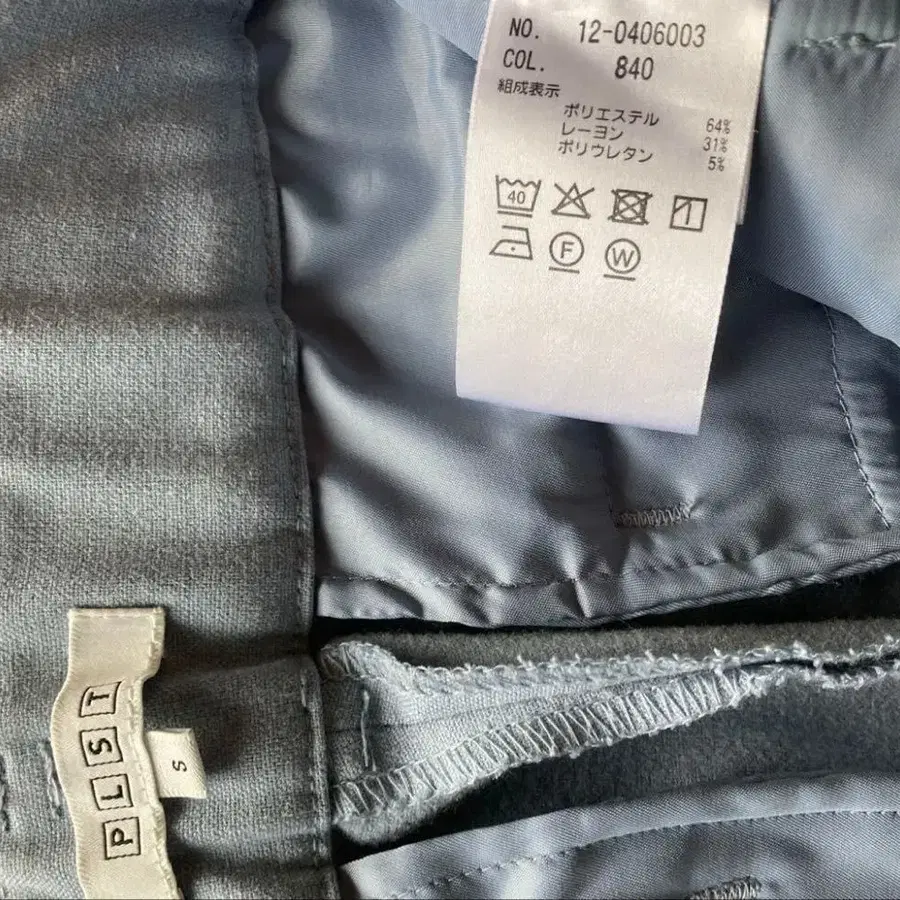 NO. 12-0406003
COL. 840
組成表示
ポリエステル 64%
レーヨン 31%
ポリウレタン 5%
40
F
W
PLST
S